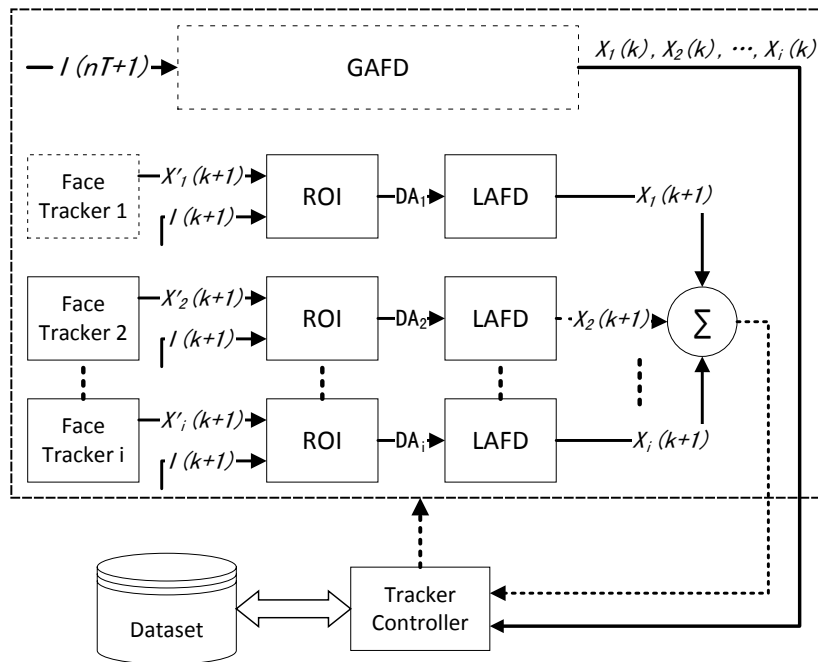 I(nT+1)
GAFD
X₁(k), X₂(k), ···, Xᵢ(k)
Face
Tracker 1
X'₁(k+1)
I(k+1)
ROI
DA₁
LAFD
X₁(k+1)
Face
Tracker 2
X'₂(k+1)
I(k+1)
ROI
DA₂
LAFD
X₂(k+1)
Σ
Face
Tracker i
X'ᵢ(k+1)
I(k+1)
ROI
DAᵢ
LAFD
Xᵢ(k+1)
Dataset
Tracker
Controller